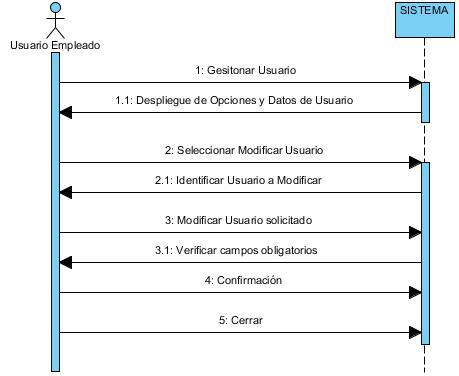 SISTEMA
Usuario Empleado
1: Gesitonar Usuario
1.1: Despliegue de Opciones y Datos de Usuario
2: Seleccionar Modificar Usuario
2.1: Identificar Usuario a Modificar
3: Modificar Usuario solicitado
3.1: Verificar campos obligatorios
4: Confirmación
5: Cerrar